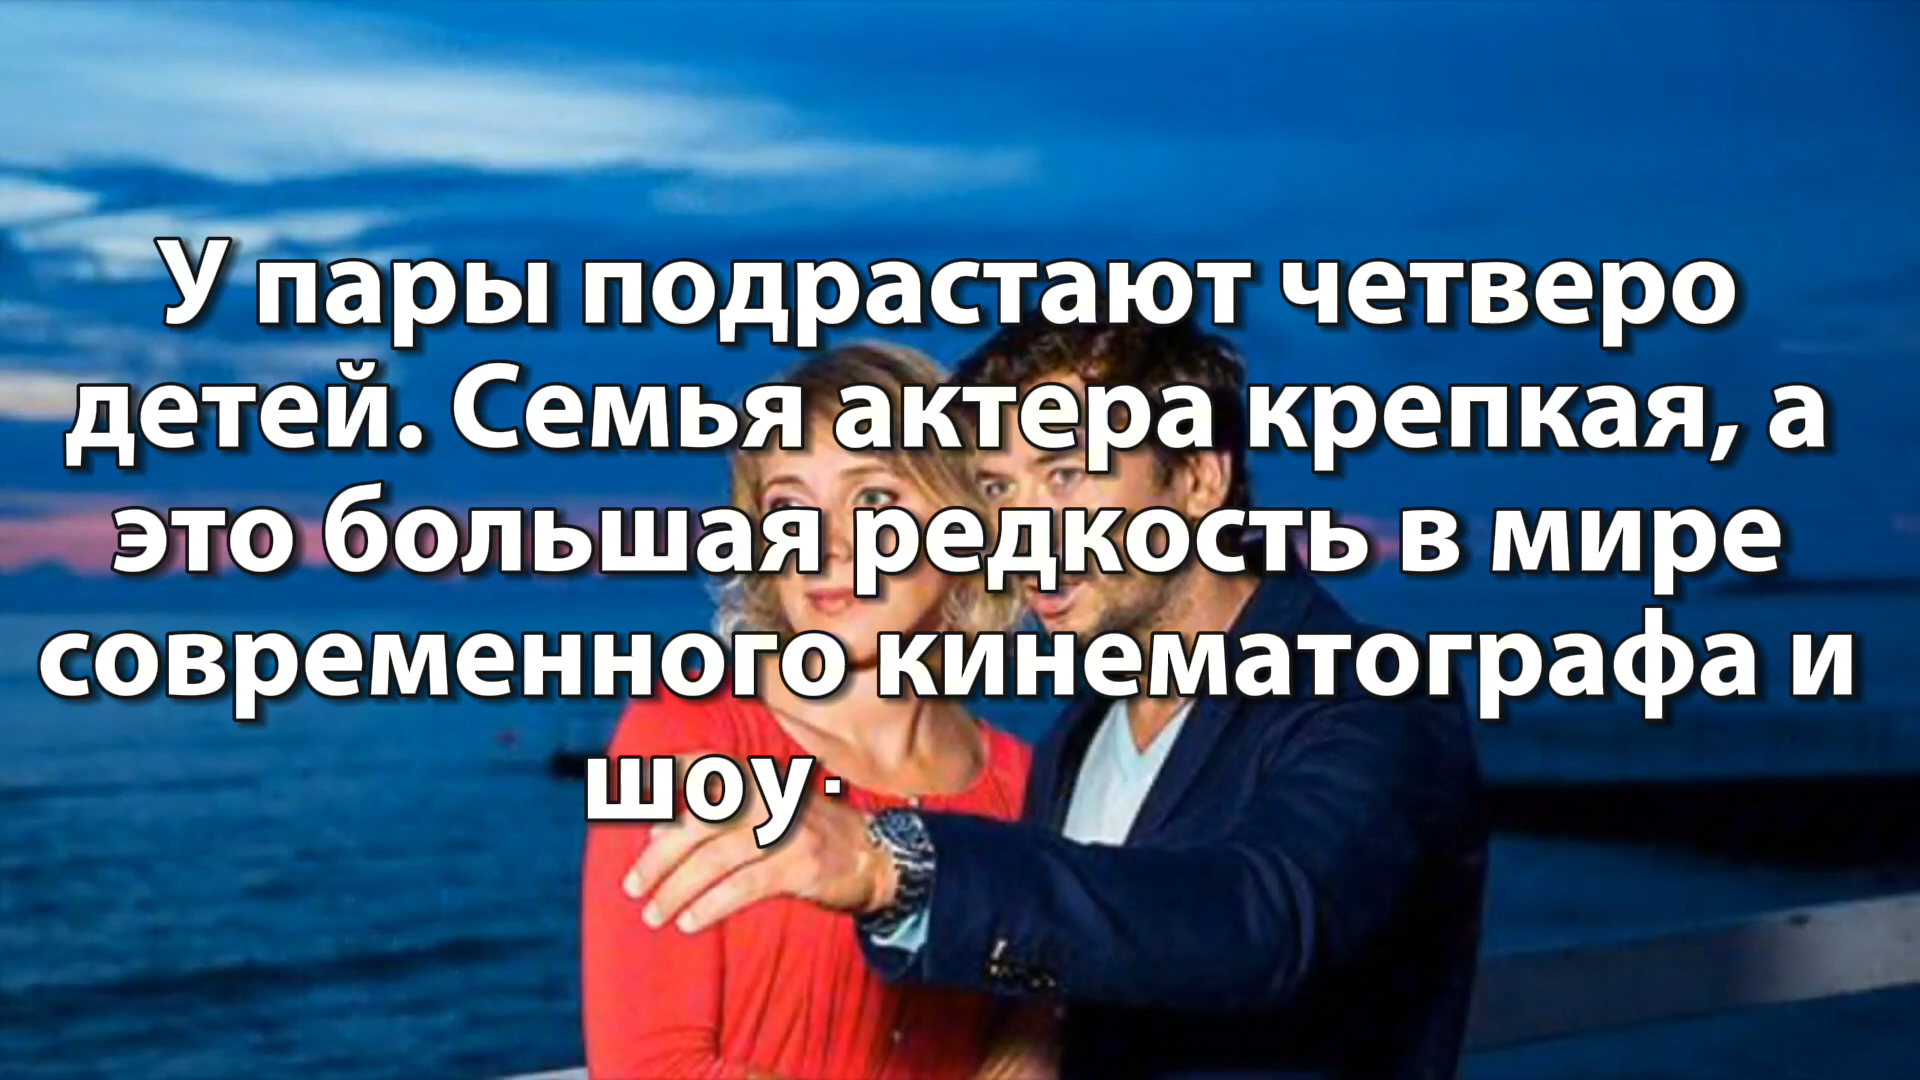 У пары подрастают четверо
детей. Семья актера крепкая, а
это большая редкость в мире
современного кинематографа и
шоу·